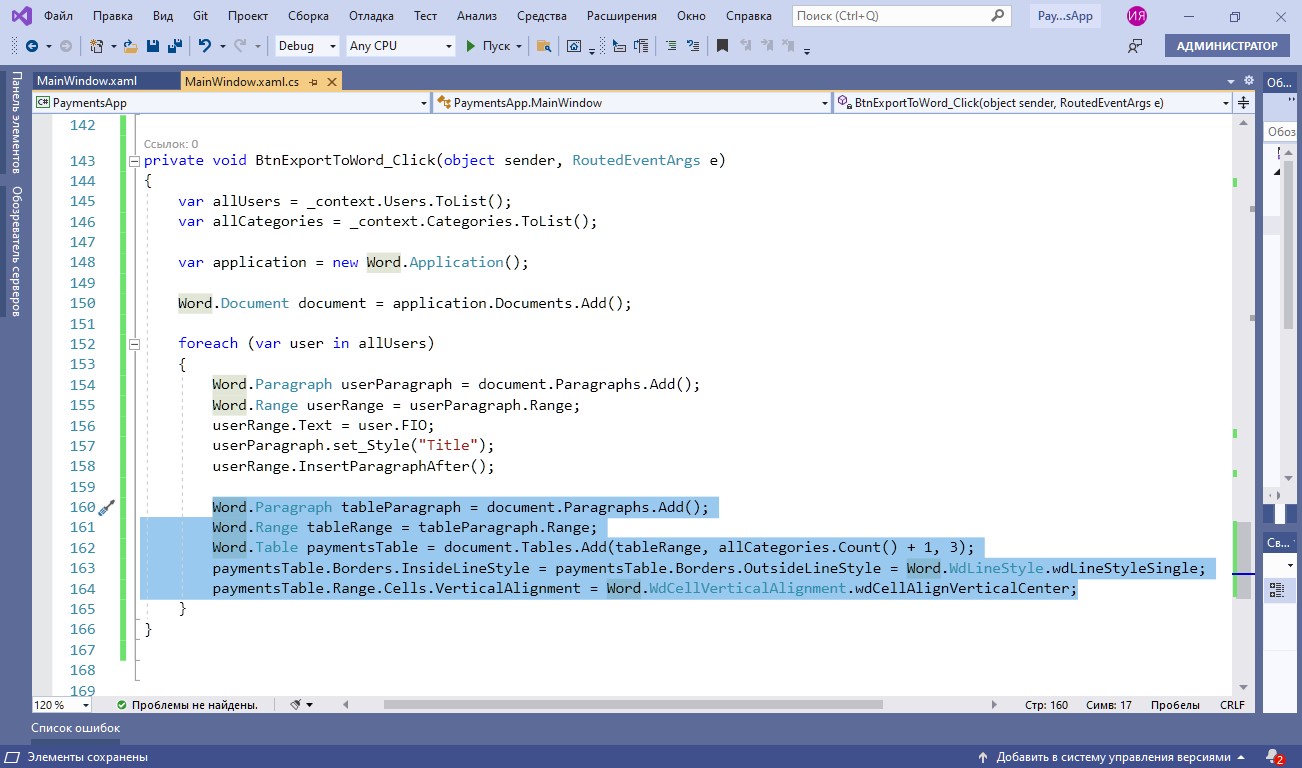 Файл Правка Вид Git Проект Сборка Отладка Тест Анализ Средства Расширения Окно Справка Поиск (Ctrl+Q) Pay...sApp ИЯ
Debug Any CPU Пуск АДМИНИСТРАТОР
Панель элементов
Обозреватель серверов
MainWindow.xaml MainWindow.xaml.cs Об...
C# PaymentsApp PaymentsApp.MainWindow BtnExportToWord_Click(object sender, RoutedEventArgs e)
Обоз
142
Ссылок: 0
143 private void BtnExportToWord_Click(object sender, RoutedEventArgs e)
144 {
145 var allUsers = _context.Users.ToList();
146 var allCategories = _context.Categories.ToList();
147
148 var application = new Word.Application();
149
150 Word.Document document = application.Documents.Add();
151
152 foreach (var user in allUsers)
153 {
154 Word.Paragraph userParagraph = document.Paragraphs.Add();
155 Word.Range userRange = userParagraph.Range;
156 userRange.Text = user.FIO;
157 userParagraph.set_Style("Title");
158 userRange.InsertParagraphAfter();
159
160 Word.Paragraph tableParagraph = document.Paragraphs.Add();
161 Word.Range tableRange = tableParagraph.Range;
162 Word.Table paymentsTable = document.Tables.Add(tableRange, allCategories.Count() + 1, 3);
163 paymentsTable.Borders.InsideLineStyle = paymentsTable.Borders.OutsideLineStyle = Word.WdLineStyle.wdLineStyleSingle;
164 paymentsTable.Range.Cells.VerticalAlignment = Word.WdCellVerticalAlignment.wdCellAlignVerticalCenter;
165 }
166 }
167
168
169
Св...
120 % Проблемы не найдены. Стр: 160 Симв: 17 Пробелы CRLF
Список ошибок
Элементы сохранены Добавить в систему управления версиями 2